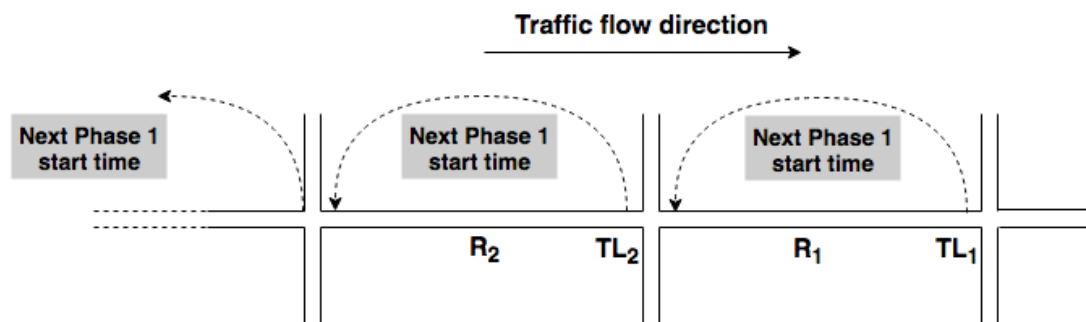 Traffic flow direction
Next Phase 1
start time
Next Phase 1
start time
Next Phase 1
start time
R2
TL2
R1
TL1